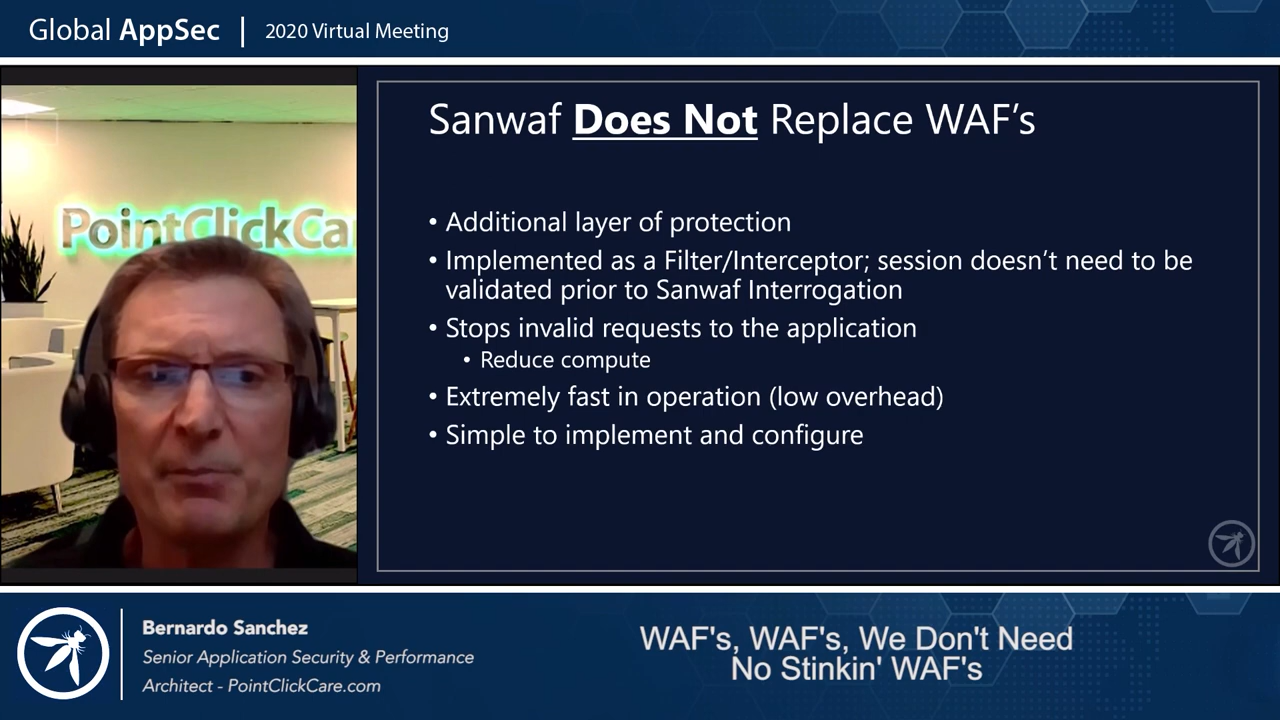 Global AppSec | 2020 Virtual Meeting
PointClickCa
Sanwaf Does Not Replace WAF's
• Additional layer of protection
• Implemented as a Filter/Interceptor; session doesn't need to be
validated prior to Sanwaf Interrogation
• Stops invalid requests to the application
• Reduce compute
• Extremely fast in operation (low overhead)
• Simple to implement and configure
Bernardo Sanchez
Senior Application Security & Performance
Architect - PointClickCare.com
WAF's, WAF's, We Don't Need
No Stinkin' WAF's